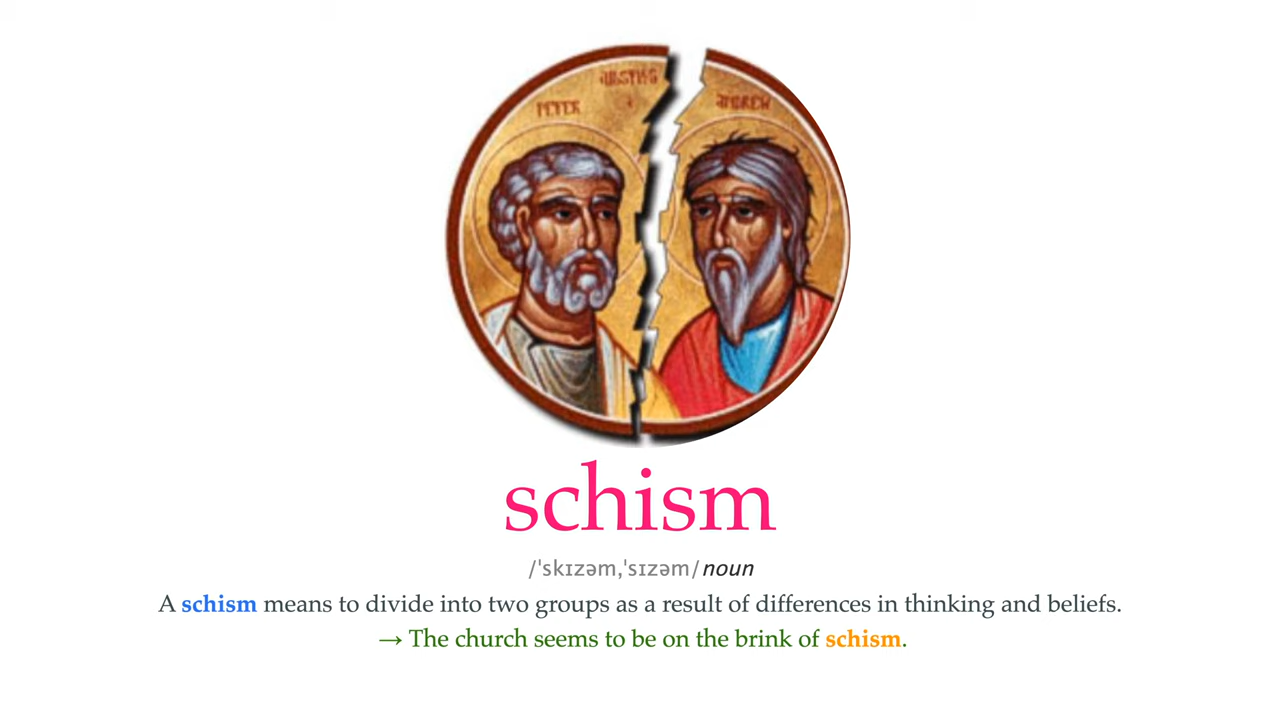 PETER
ANDREW
schism
/ˈskɪzəm,ˈsɪzəm/ noun
A schism means to divide into two groups as a result of differences in thinking and beliefs.
→ The church seems to be on the brink of schism.